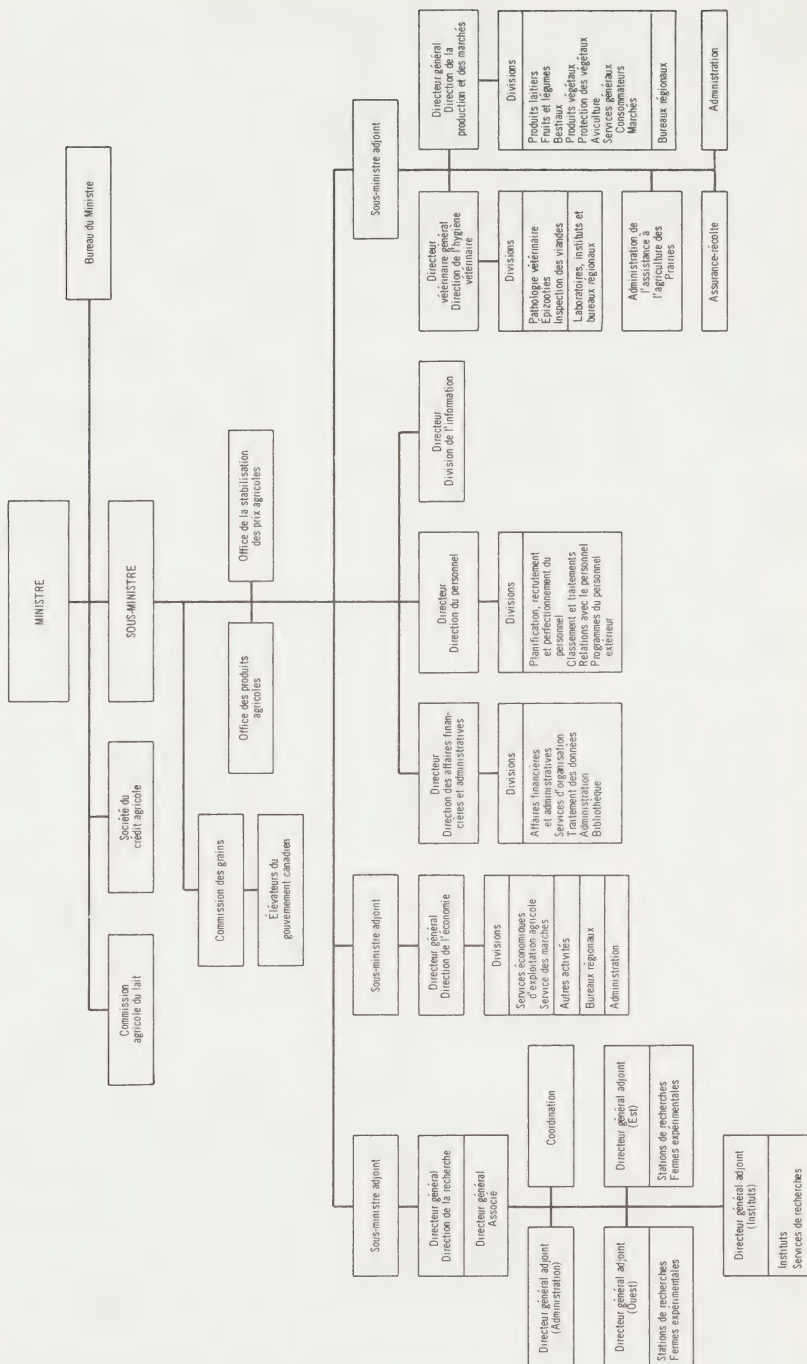 MINISTRE
Bureau du Ministre
Commission
agricole du lait
Société du
crédit agricole
SOUS-MINISTRE
Commission des grains
Élévateurs du
gouvernement canadien
Office des produits
agricoles
Office de la stabilisation
des prix agricoles
Sous-ministre adjoint
Directeur général
Direction de la recherche
Directeur général
Associé
Directeur général adjoint
(Administration)
Coordination
Directeur général adjoint
(Ouest)
Stations de recherches
Fermes expérimentales
Directeur général adjoint
(Est)
Stations de recherches
Fermes expérimentales
Directeur général adjoint
(Instituts)
Instituts
Services de recherches
Sous-ministre adjoint
Directeur général
Direction de l'économie
Divisions
Services économiques
d'exploitation agricole
Service des marchés
Autres activités
Bureaux régionaux
Administration
Directeur
Direction des affaires finan-
cières et administratives
Divisions
Affaires financières
et administratives
Services d'organisation
Traitement des données
Administration
Bibliothèque
Directeur
Direction du personnel
Divisions
Planification, recrutement
et perfectionnement du
personnel
Classement et traitements
Relations avec le personnel
Programmes du personnel
extérieur
Directeur
Division de l'information
Sous-ministre adjoint
Directeur
vétérinaire général
Direction de l'hygiène
vétérinaire
Divisions
Pathologie vétérinaire
Épizooties
Inspection des viandes
Laboratoires, instituts et
bureaux régionaux
Directeur général
Direction de la
production et des marchés
Divisions
Produits laitiers
Fruits et légumes
Bestiaux
Produits végétaux
Protection des végétaux
Aviculture
Services généraux
Consommateurs
Marchés
Bureaux régionaux
Administration de
l'assistance à
l'agriculture des
Prairies
Assurance-récolte
Administration